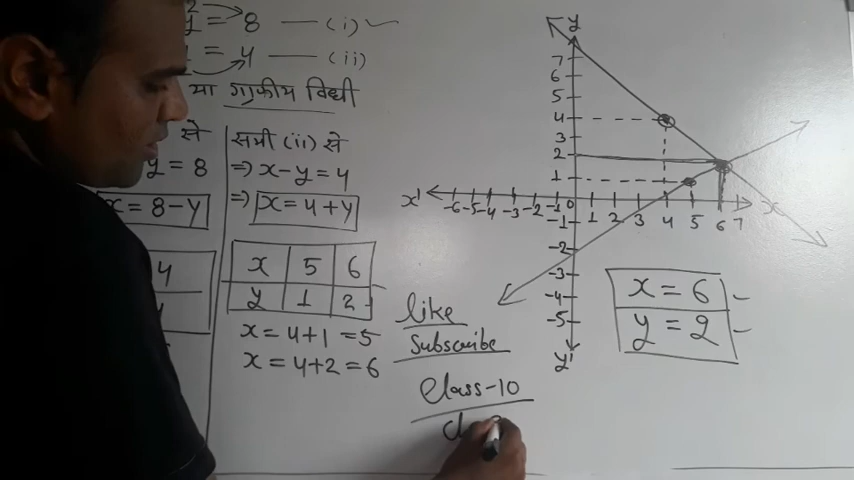 y = 8 — (i) ✓
= 4 — (ii)
या ग्राफीय विधी
से
y = 8
x = 8 - y
4
समी (ii) से
⇒ x - y = 4
⇒ x = 4 + y
x 5 6
y 1 2
x = 4+1 = 5
x = 4+2 = 6
like
Subscribe
Class-10
y
7
6
5
4
3
2
1
x' -6 -5 -4 -3 -2 -1 0 1 2 3 4 5 6 7 x
-1
-2
-3
-4
-5
y'
x = 6
y = 2